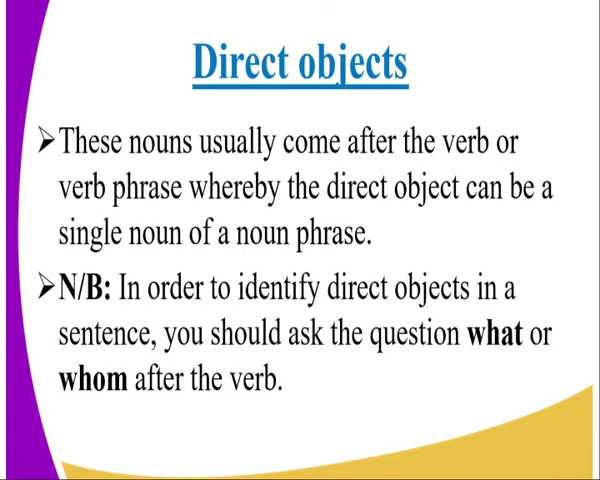 Direct objects
➢These nouns usually come after the verb or
verb phrase whereby the direct object can be a
single noun of a noun phrase.
➢N/B: In order to identify direct objects in a
sentence, you should ask the question what or
whom after the verb.